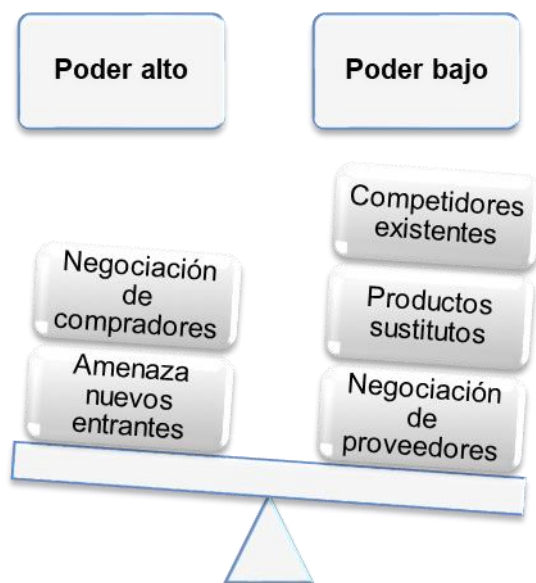 Poder alto
Poder bajo
Competidores
existentes
Negociación
de
compradores
Productos
sustitutos
Amenaza
nuevos
entrantes
Negociación
de
proveedores